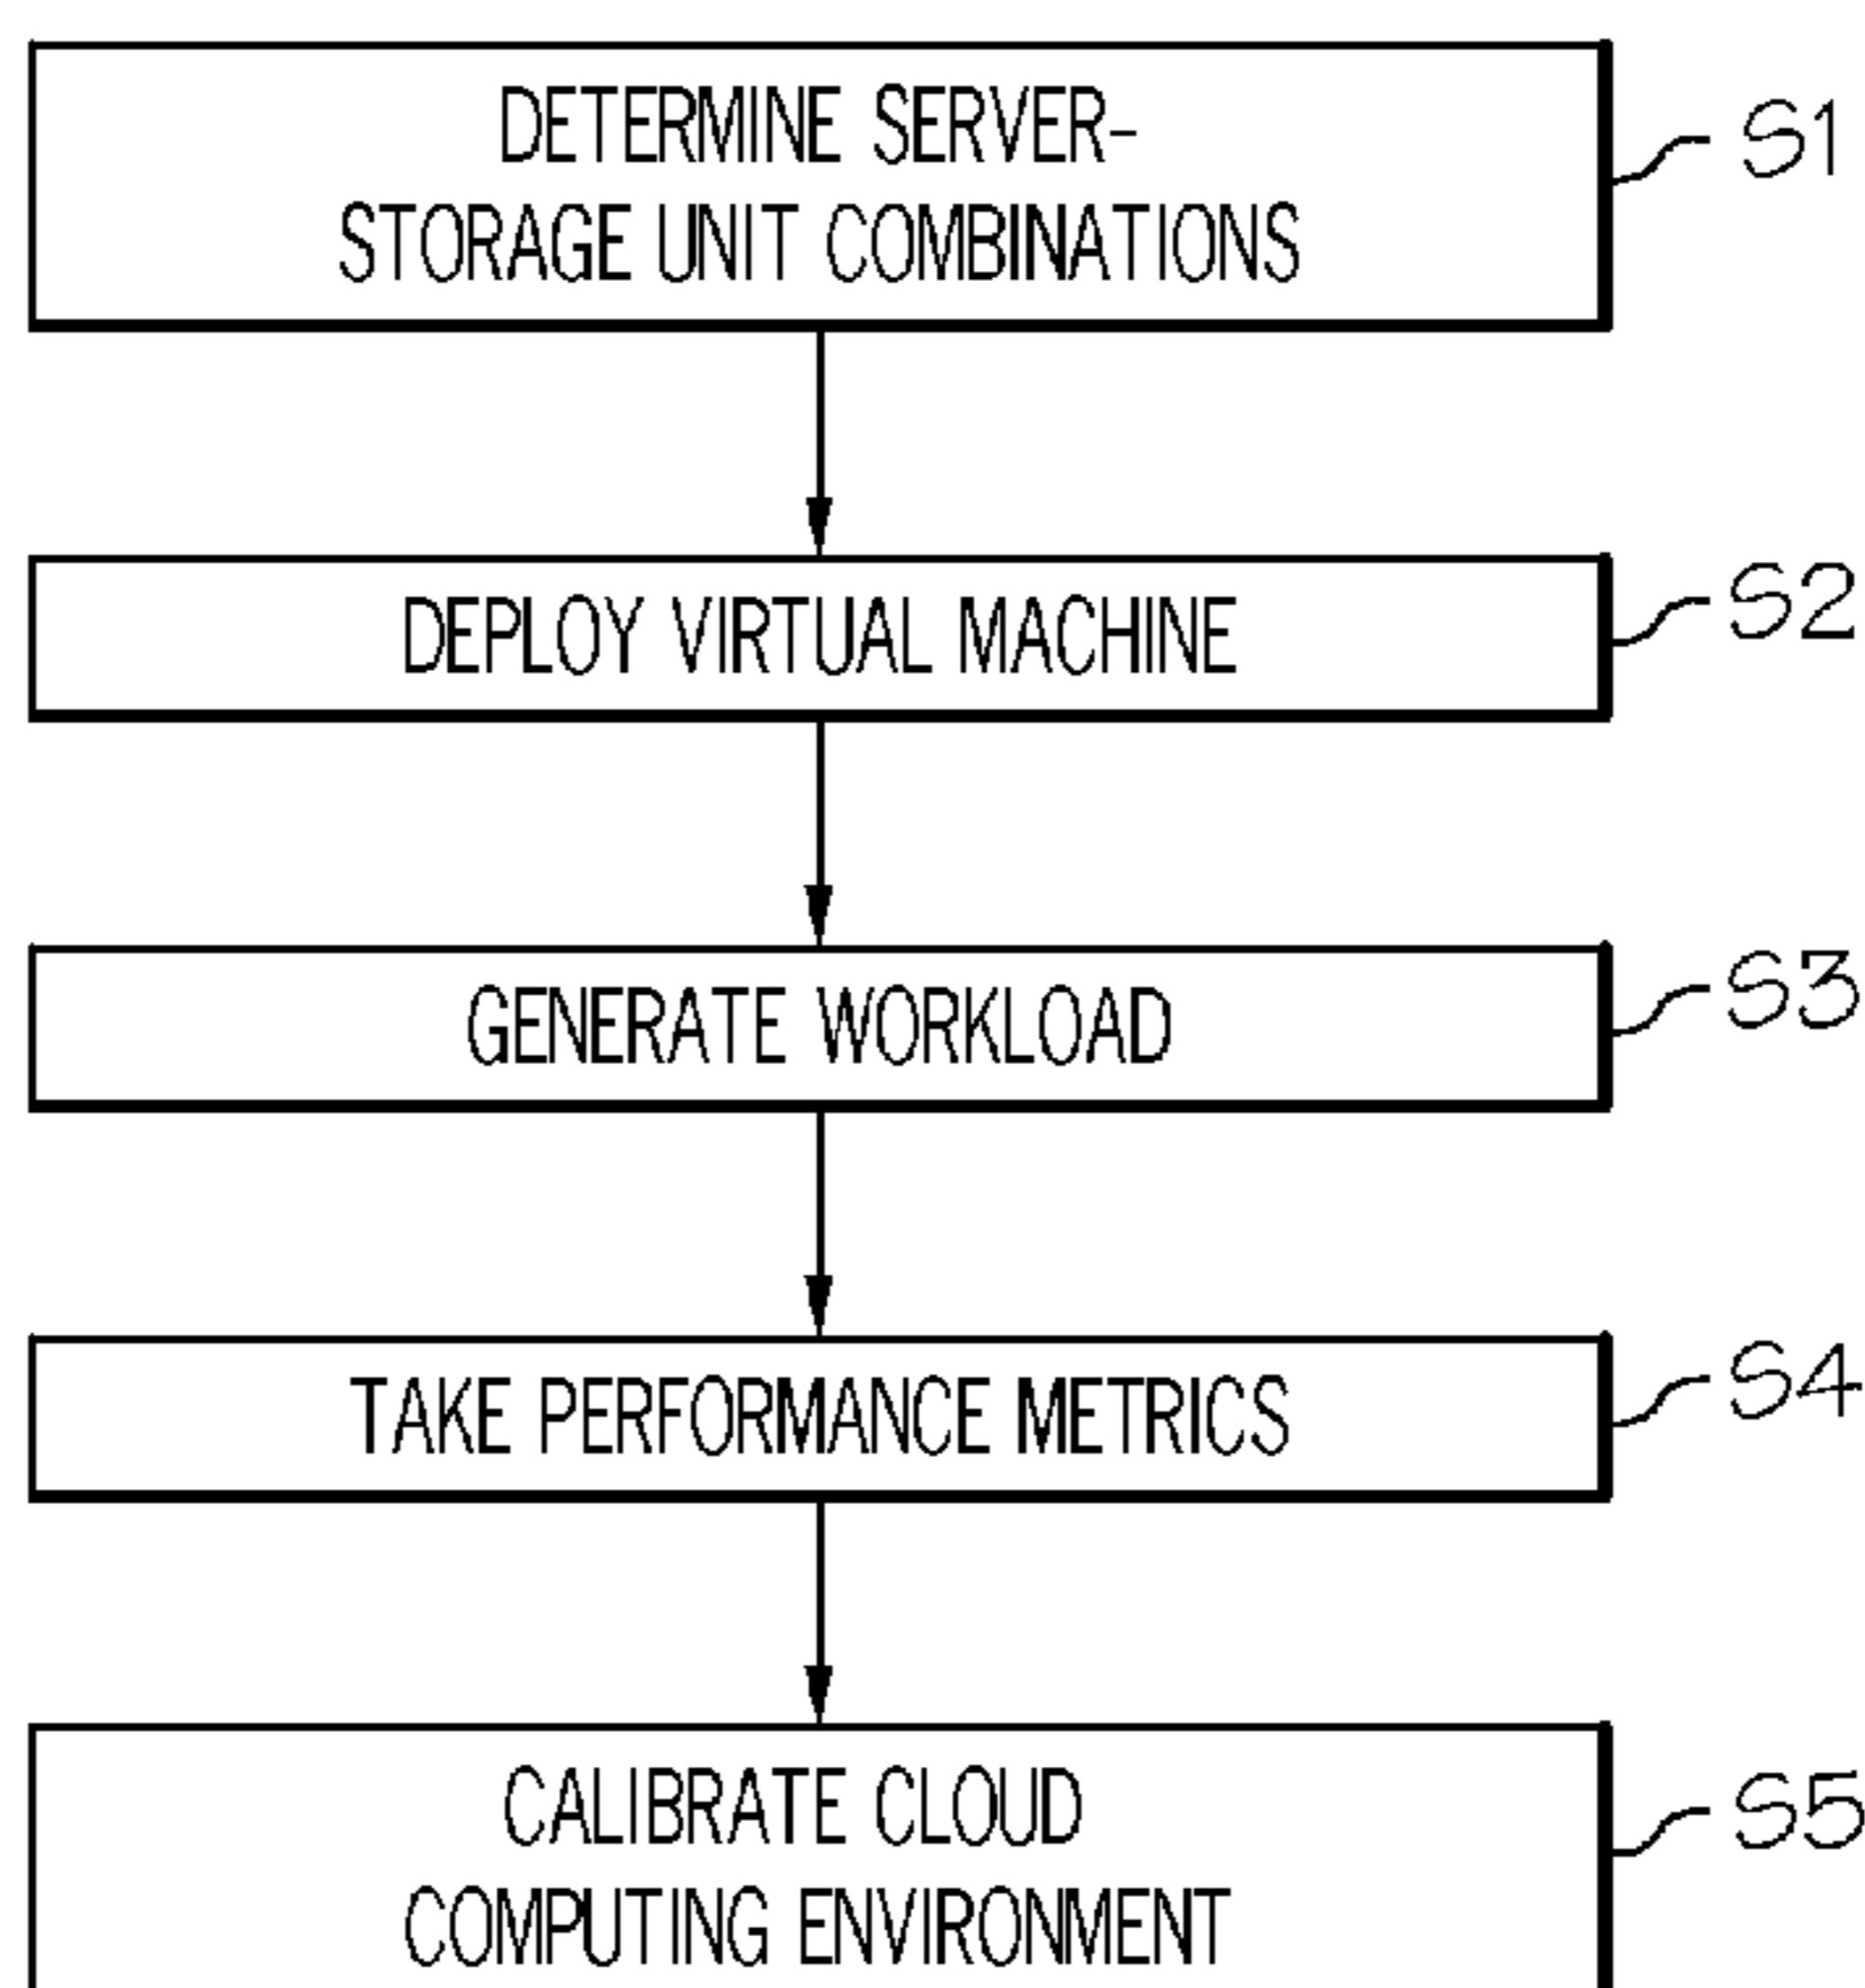 DETERMINE SERVER-
STORAGE UNIT COMBINATIONS
S1
DEPLOY VIRTUAL MACHINE
S2
GENERATE WORKLOAD
S3
TAKE PERFORMANCE METRICS
S4
CALIBRATE CLOUD
COMPUTING ENVIRONMENT
S5